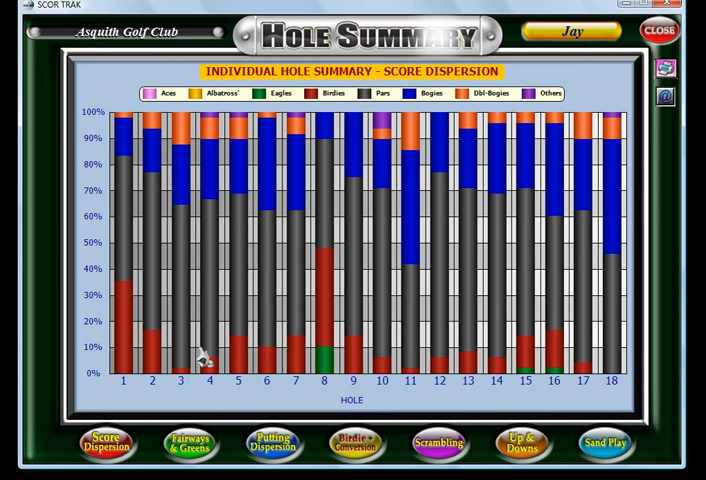 SCOR TRAK
Asquith Golf Club
HOLE SUMMARY
Jay
CLOSE
INDIVIDUAL HOLE SUMMARY - SCORE DISPERSION
Aces Albatross' Eagles Birdies Pars Bogies Dbl-Bogies Others
@
100%
90%
80%
70%
60%
50%
40%
30%
20%
10%
0%
1 2 3 4 5 6 7 8 9 10 11 12 13 14 15 16 17 18
HOLE
Score Dispersion
Fairways & Greens
Putting Dispersion
Birdie + Conversion
Scrambling
Up & Downs
Sand Play